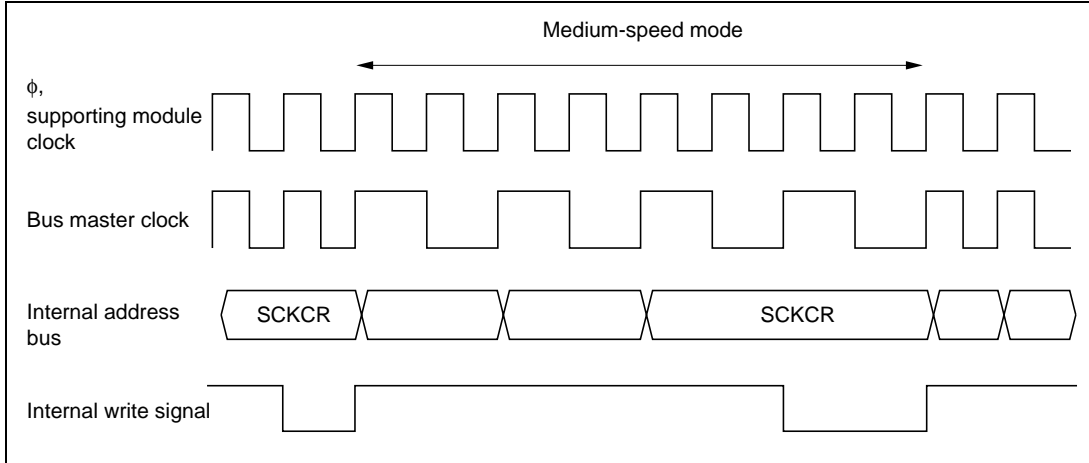 Medium-speed mode
ϕ,
supporting module
clock
Bus master clock
Internal address
bus
SCKCR
SCKCR
Internal write signal